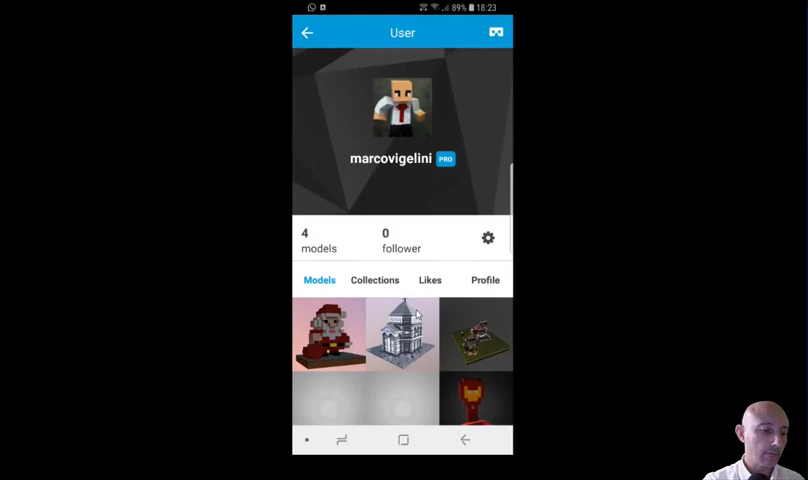 89% 18:23
User
marcovigelini PRO
4
models
0
follower
Models Collections Likes Profile